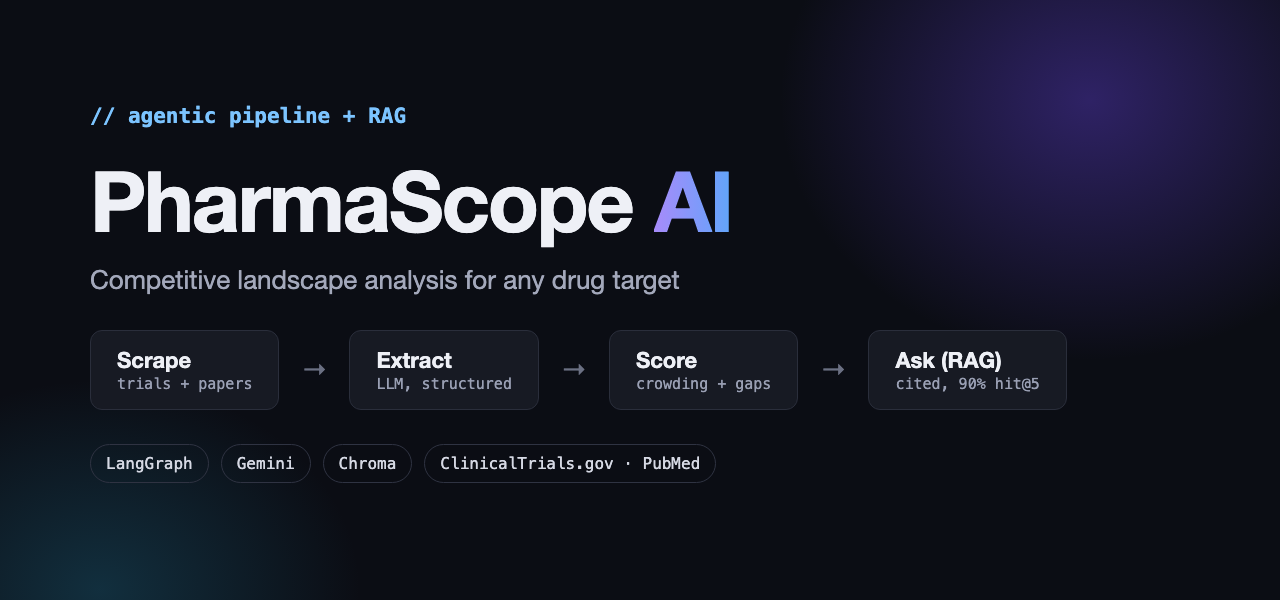 // agentic pipeline + RAG
PharmaScope AI
Competitive landscape analysis for any drug target
Scrape → Extract → Score → Ask (RAG)
trials + papers LLM, structured crowding + gaps cited, 90% hit@5
LangGraph Gemini Chroma ClinicalTrials.gov · PubMed